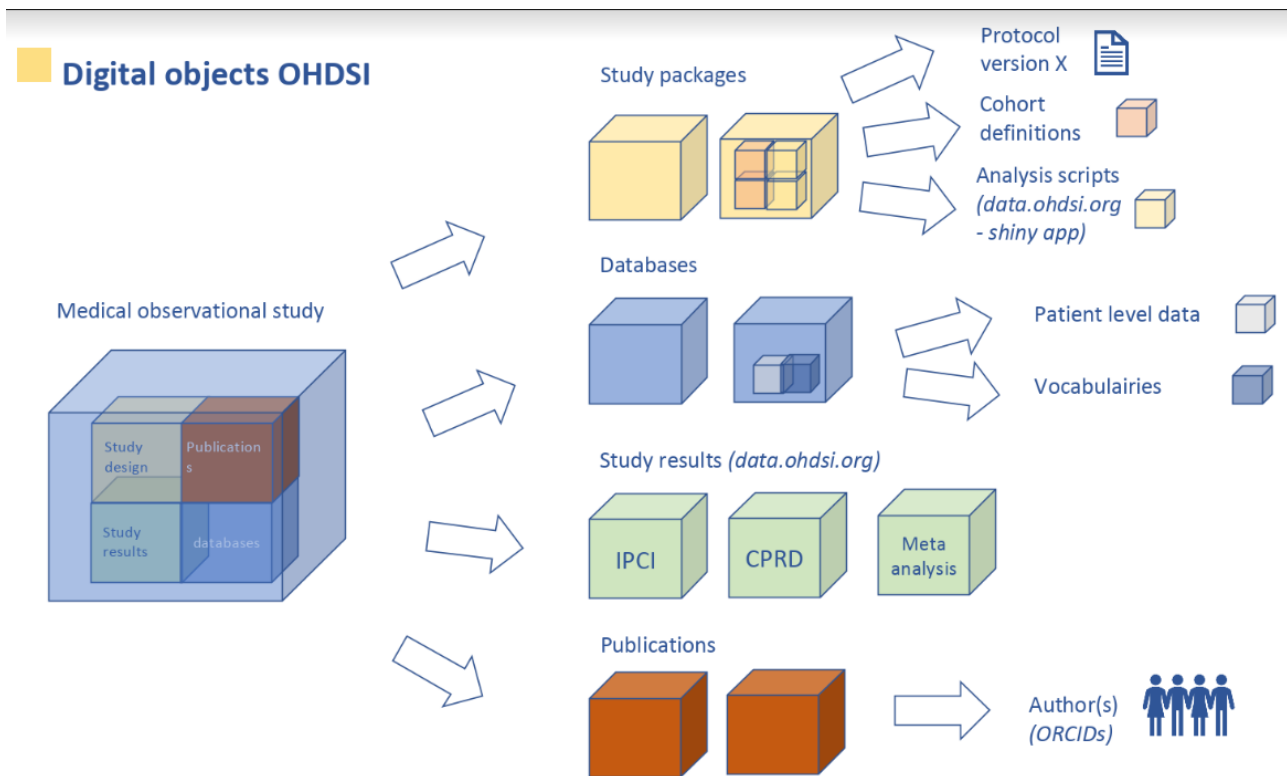 Digital objects OHDSI
Study packages
Protocol
version X
Cohort
definitions
Analysis scripts
(data.ohdsi.org
- shiny app)
Databases
Patient level data
Vocabulairies
Medical observational study
Study
design
Publication
s
Study
results
databases
Study results (data.ohdsi.org)
IPCI
CPRD
Meta
analysis
Publications
Author(s)
(ORCIDs)